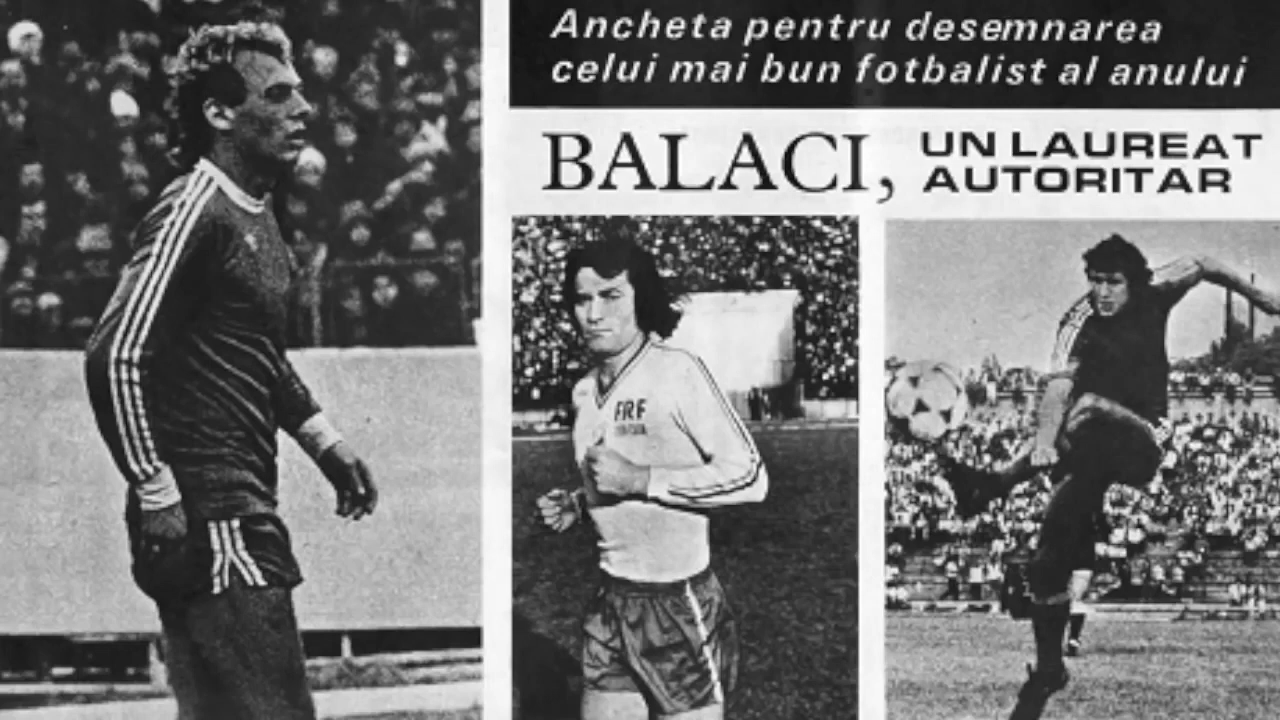 Ancheta pentru desemnarea
celui mai bun fotbalist al anului
BALACI, UN LAUREAT
AUTORITAR
FRF